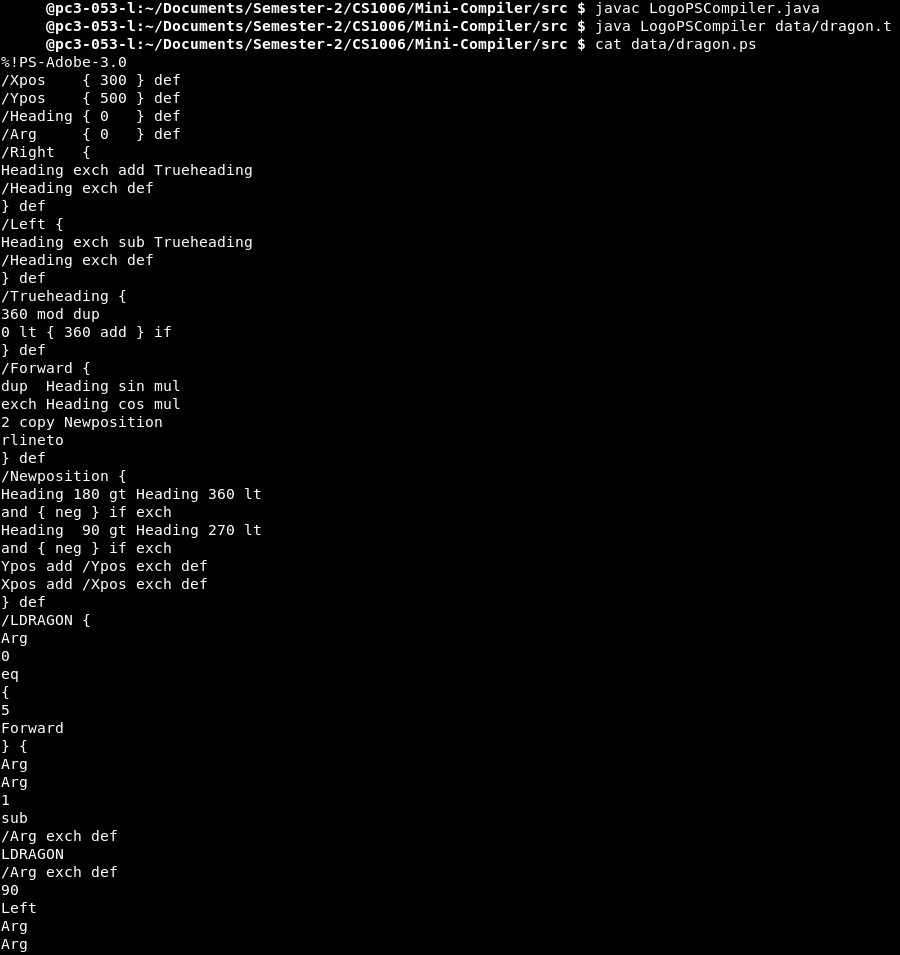 @pc3-053-l:~/Documents/Semester-2/CS1006/Mini-Compiler/src $ javac LogoPSCompiler.java
@pc3-053-l:~/Documents/Semester-2/CS1006/Mini-Compiler/src $ java LogoPSCompiler data/dragon.t
@pc3-053-l:~/Documents/Semester-2/CS1006/Mini-Compiler/src $ cat data/dragon.ps
%!PS-Adobe-3.0
/Xpos    { 300 } def
/Ypos    { 500 } def
/Heading { 0   } def
/Arg     { 0   } def
/Right   {
Heading exch add Trueheading
/Heading exch def
} def
/Left {
Heading exch sub Trueheading
/Heading exch def
} def
/Trueheading {
360 mod dup
0 lt { 360 add } if
} def
/Forward {
dup  Heading sin mul
exch Heading cos mul
2 copy Newposition
rlineto
} def
/Newposition {
Heading 180 gt Heading 360 lt
and { neg } if exch
Heading  90 gt Heading 270 lt
and { neg } if exch
Ypos add /Ypos exch def
Xpos add /Xpos exch def
} def
/LDRAGON {
Arg
0
eq
{
5
Forward
} {
Arg
Arg
1
sub
/Arg exch def
LDRAGON
/Arg exch def
90
Left
Arg
Arg